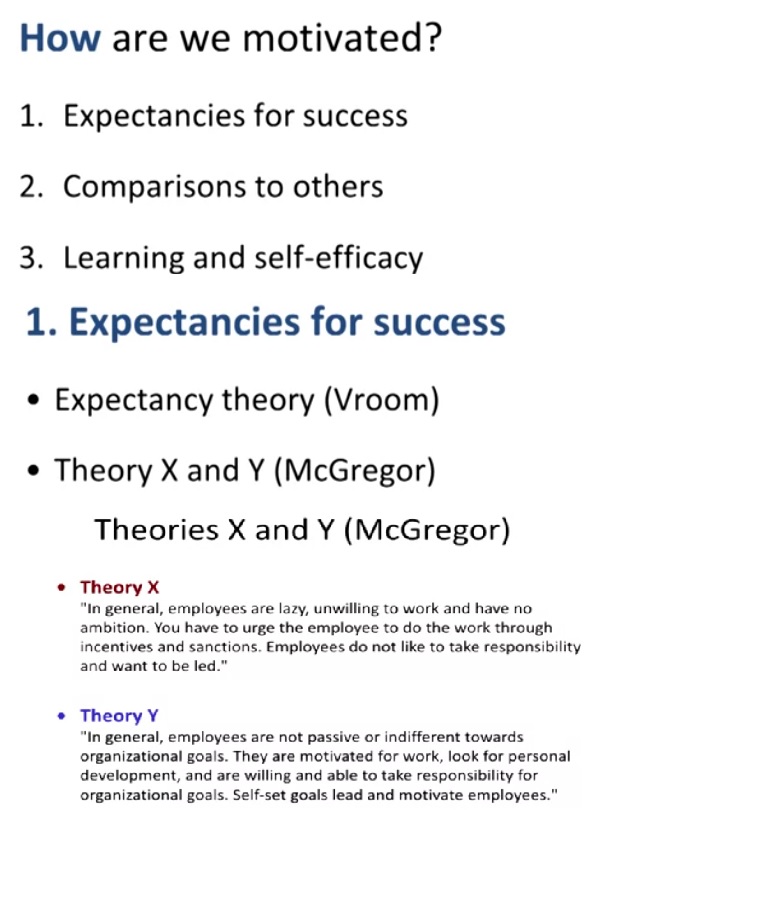 How are we motivated?
1. Expectancies for success
2. Comparisons to others
3. Learning and self-efficacy
1. Expectancies for success
• Expectancy theory (Vroom)
• Theory X and Y (McGregor)
Theories X and Y (McGregor)
• Theory X
"In general, employees are lazy, unwilling to work and have no
ambition. You have to urge the employee to do the work through
incentives and sanctions. Employees do not like to take responsibility
and want to be led."
• Theory Y
"In general, employees are not passive or indifferent towards
organizational goals. They are motivated for work, look for personal
development, and are willing and able to take responsibility for
organizational goals. Self-set goals lead and motivate employees."